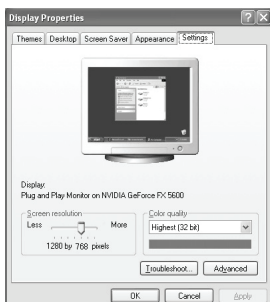 Display Properties
Themes Desktop Screen Saver Appearance Settings
Display:
Plug and Play Monitor on NVIDIA GeForce FX 5600
Screen resolution
Less More
1280 by 768 pixels
Color quality
Highest (32 bit)
Troubleshoot... Advanced
OK Cancel Apply